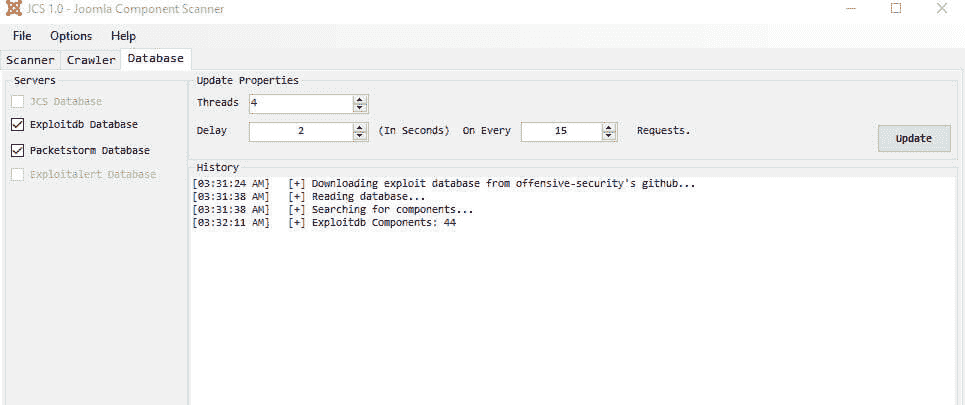 JCS 1.0 - Joomla Component Scanner
File Options Help
Scanner Crawler Database
Servers
JCS Database
Exploitdb Database
Packetstorm Database
Exploitalert Database
Update Properties
Threads 4
Delay 2 (In Seconds) On Every 15 Requests.
Update
History
[03:31:24 AM] [+] Downloading exploit database from offensive-security's github...
[03:31:38 AM] [+] Reading database...
[03:31:38 AM] [+] Searching for components...
[03:32:11 AM] [+] Exploitdb Components: 44